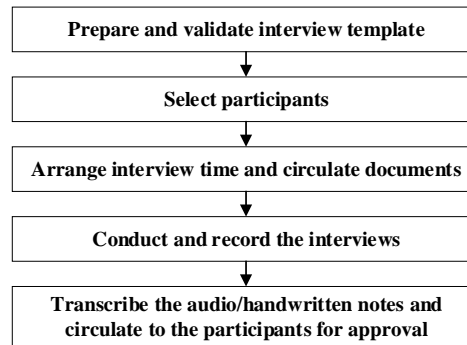 Prepare and validate interview template
Select participants
Arrange interview time and circulate documents
Conduct and record the interviews
Transcribe the audio/handwritten notes and
circulate to the participants for approval